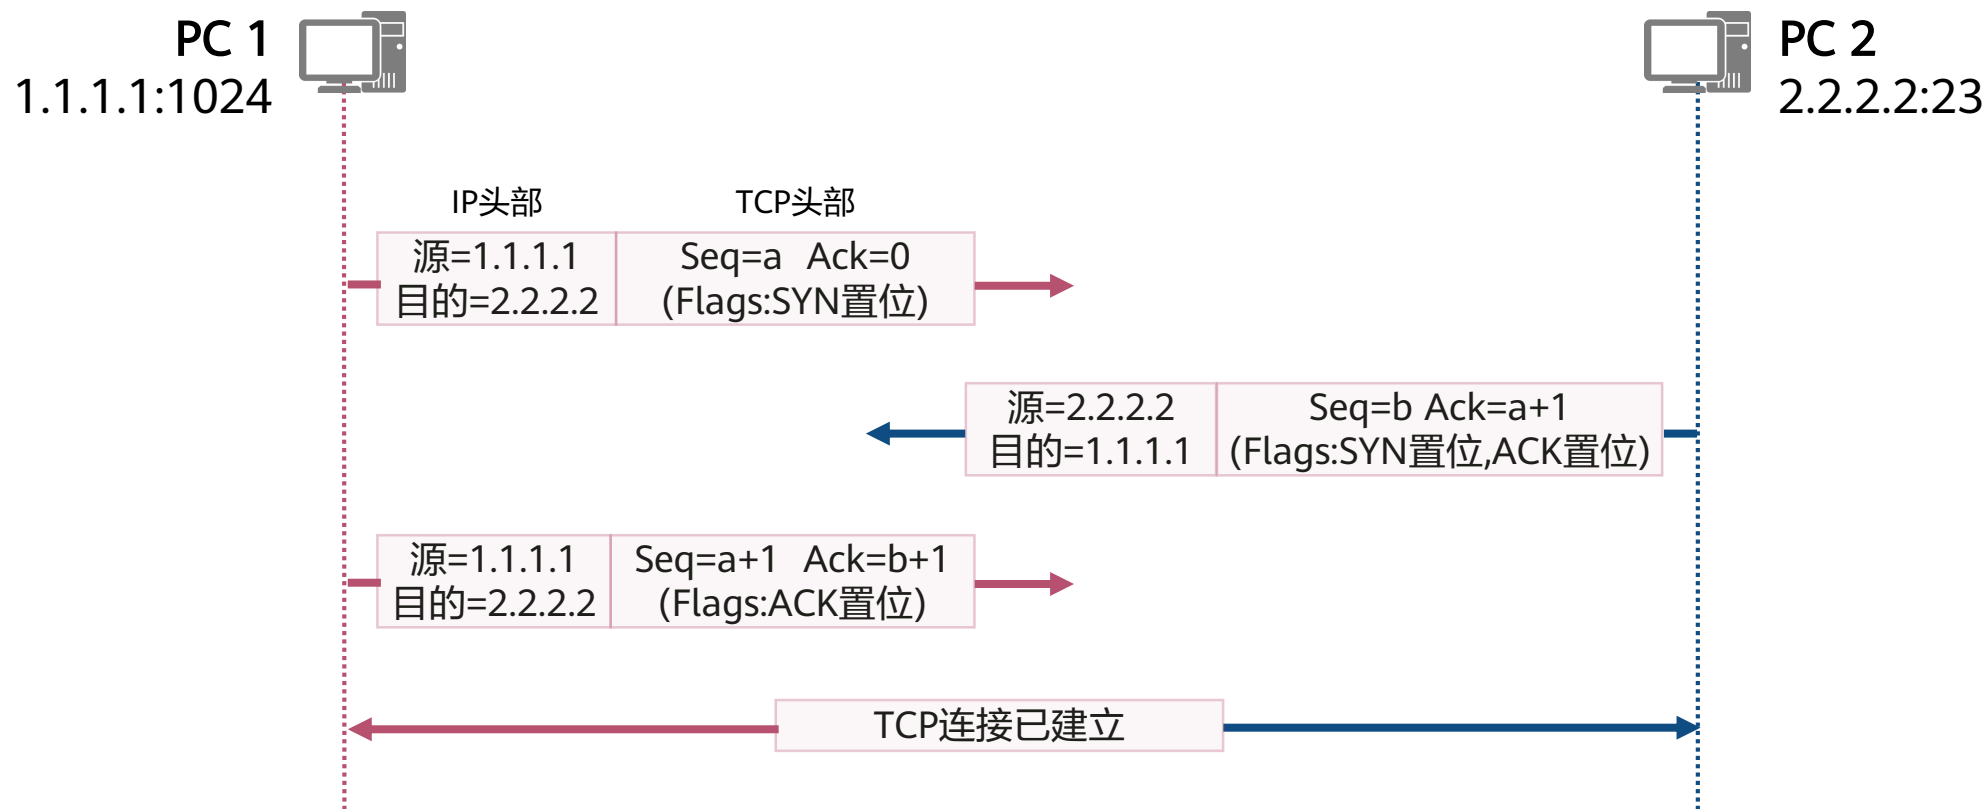 PC 1
1.1.1.1:1024
PC 2
2.2.2.2:23
IP头部
TCP头部
源=1.1.1.1
目的=2.2.2.2
Seq=a Ack=0
(Flags:SYN置位)
源=2.2.2.2
目的=1.1.1.1
Seq=b Ack=a+1
(Flags:SYN置位,ACK置位)
源=1.1.1.1
目的=2.2.2.2
Seq=a+1 Ack=b+1
(Flags:ACK置位)
TCP连接已建立